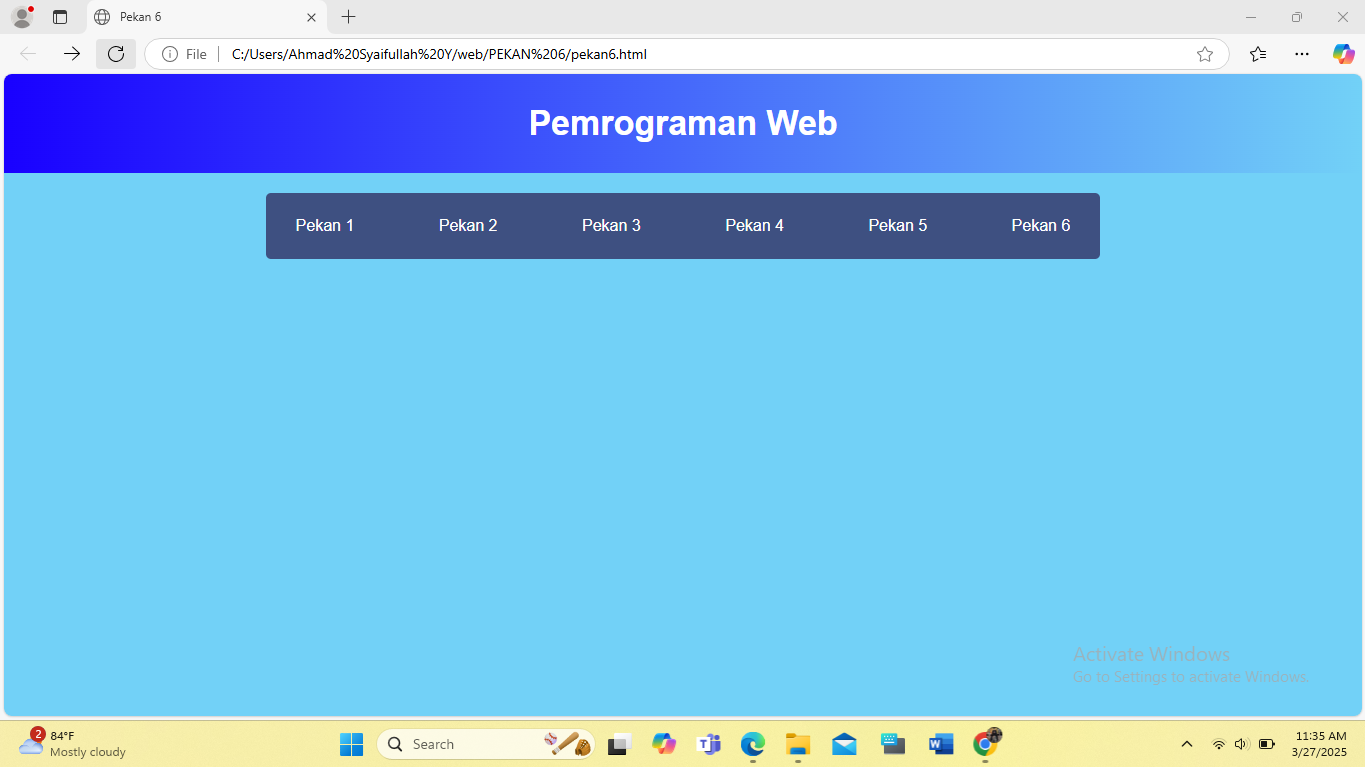 Pekan 6
File
C:/Users/Ahmad%20Syaifullah%20Y/web/PEKAN%206/pekan6.html
Pemrograman Web
Pekan 1 Pekan 2 Pekan 3 Pekan 4 Pekan 5 Pekan 6
Activate Windows
Go to Settings to activate Windows.
2
84°F
Mostly cloudy
Search
11:35 AM
3/27/2025